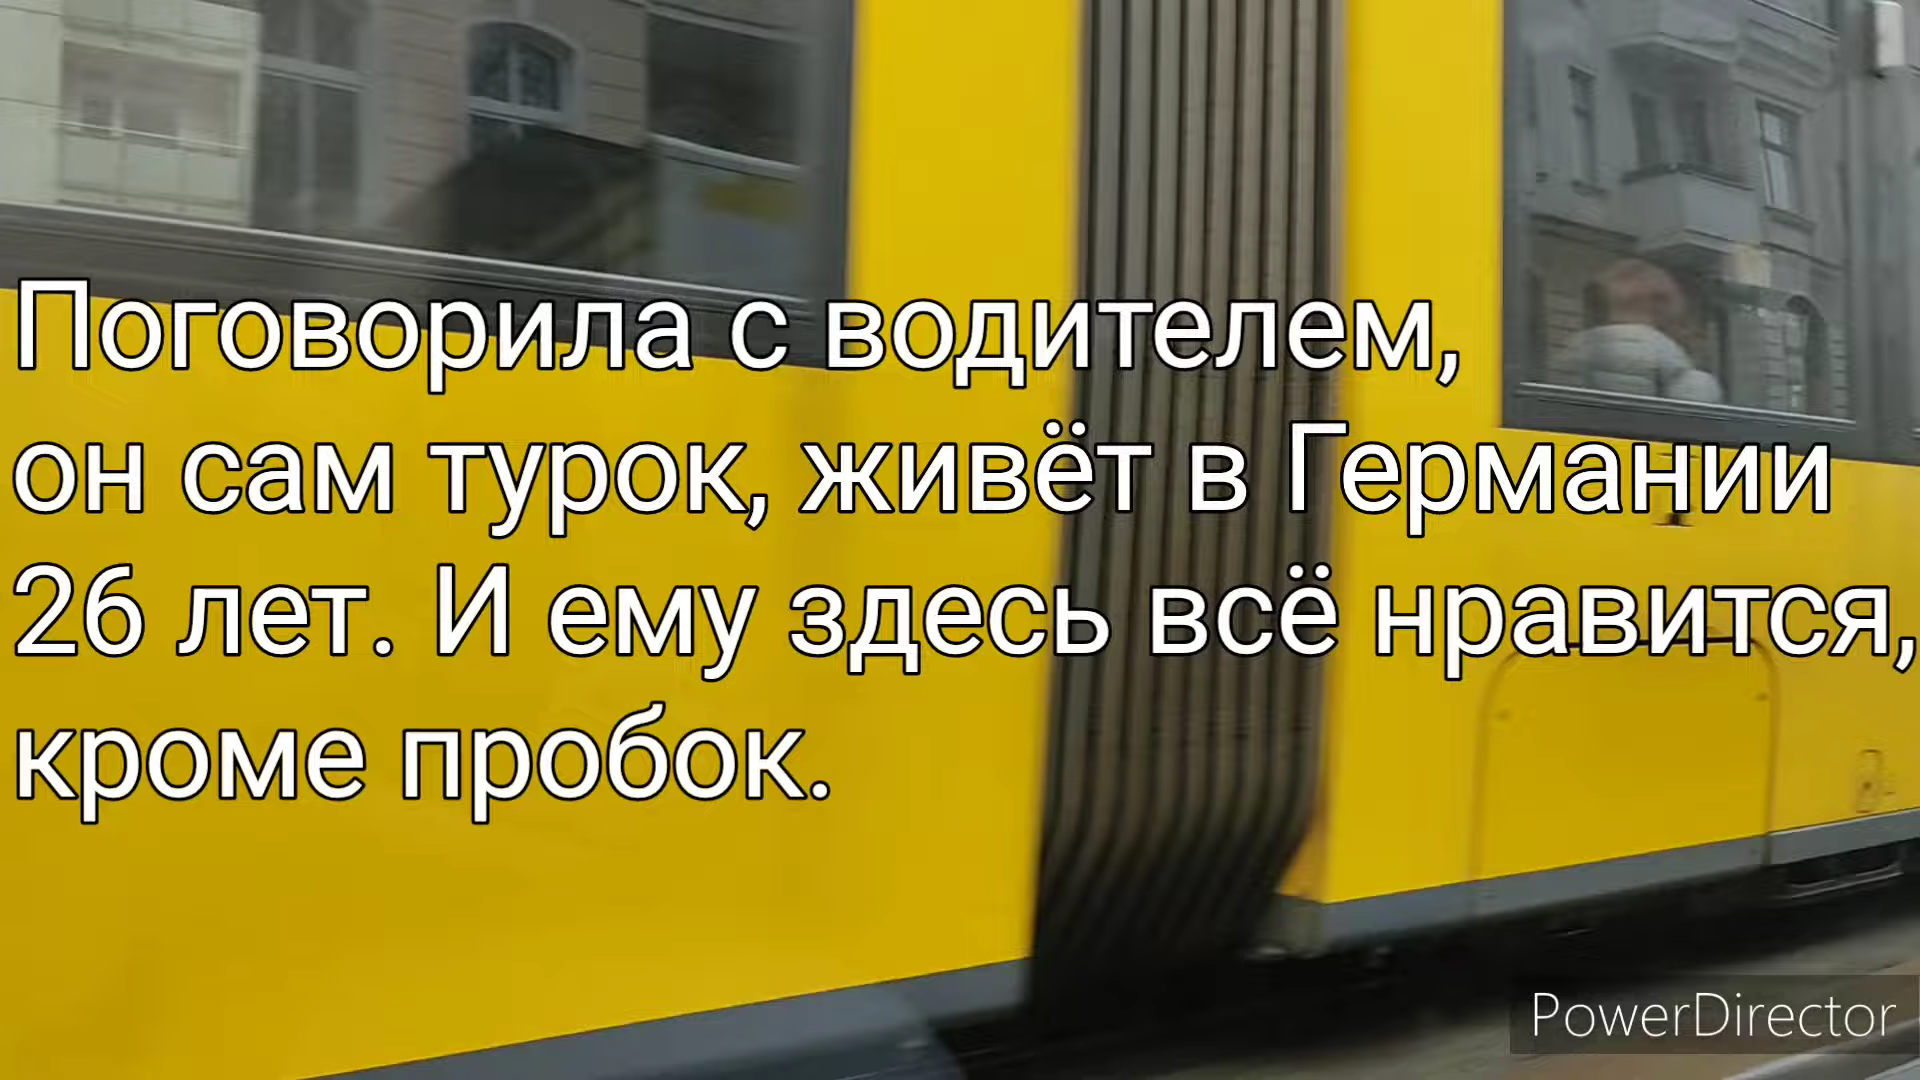 Поговорила с водителем,
он сам турок, живёт в Германии
26 лет. И ему здесь всё нравится,
кроме пробок.
PowerDirector